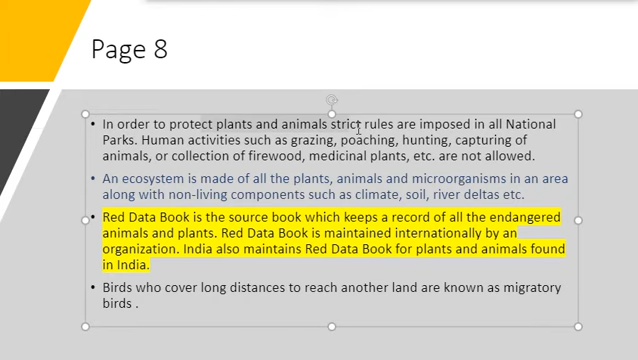 Page 8
• In order to protect plants and animals strict rules are imposed in all National
Parks. Human activities such as grazing, poaching, hunting, capturing of
animals, or collection of firewood, medicinal plants, etc. are not allowed.
• An ecosystem is made of all the plants, animals and microorganisms in an area
along with non-living components such as climate, soil, river deltas etc.
• Red Data Book is the source book which keeps a record of all the endangered
animals and plants. Red Data Book is maintained internationally by an
organization. India also maintains Red Data Book for plants and animals found
in India.
• Birds who cover long distances to reach another land are known as migratory
birds .